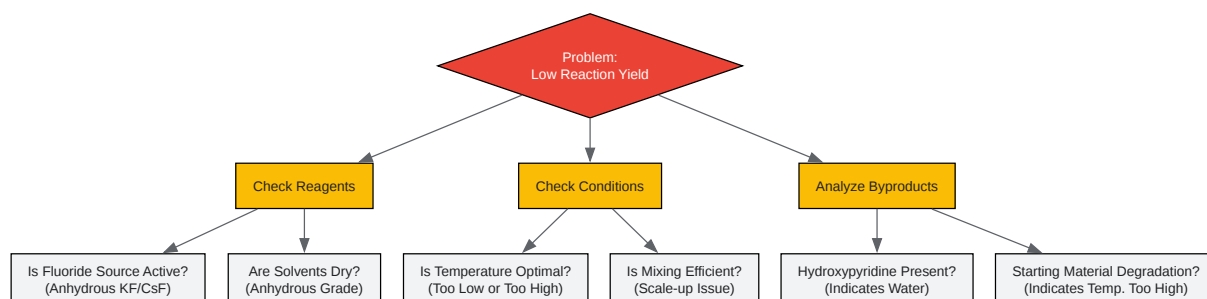 Problem:
Low Reaction Yield
Check Reagents
Check Conditions
Analyze Byproducts
Is Fluoride Source Active?
(Anhydrous KF/CsF)
Are Solvents Dry?
(Anhydrous Grade)
Is Temperature Optimal?
(Too Low or Too High)
Is Mixing Efficient?
(Scale-up Issue)
Hydroxypyridine Present?
(Indicates Water)
Starting Material Degradation?
(Indicates Temp. Too High)